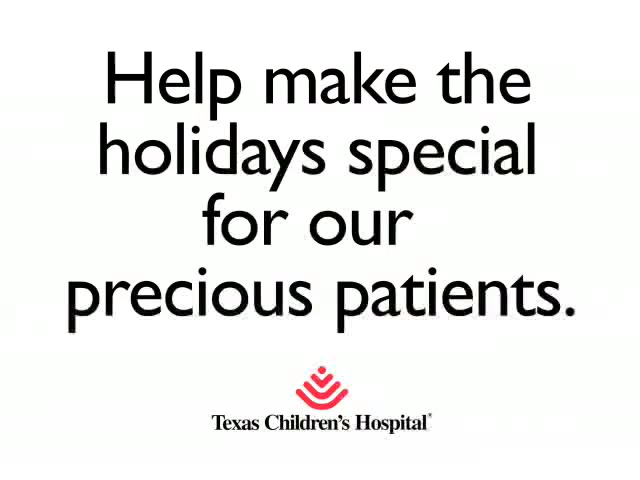 Help make the
holidays special
for our
precious patients.
Texas Children's Hospital®